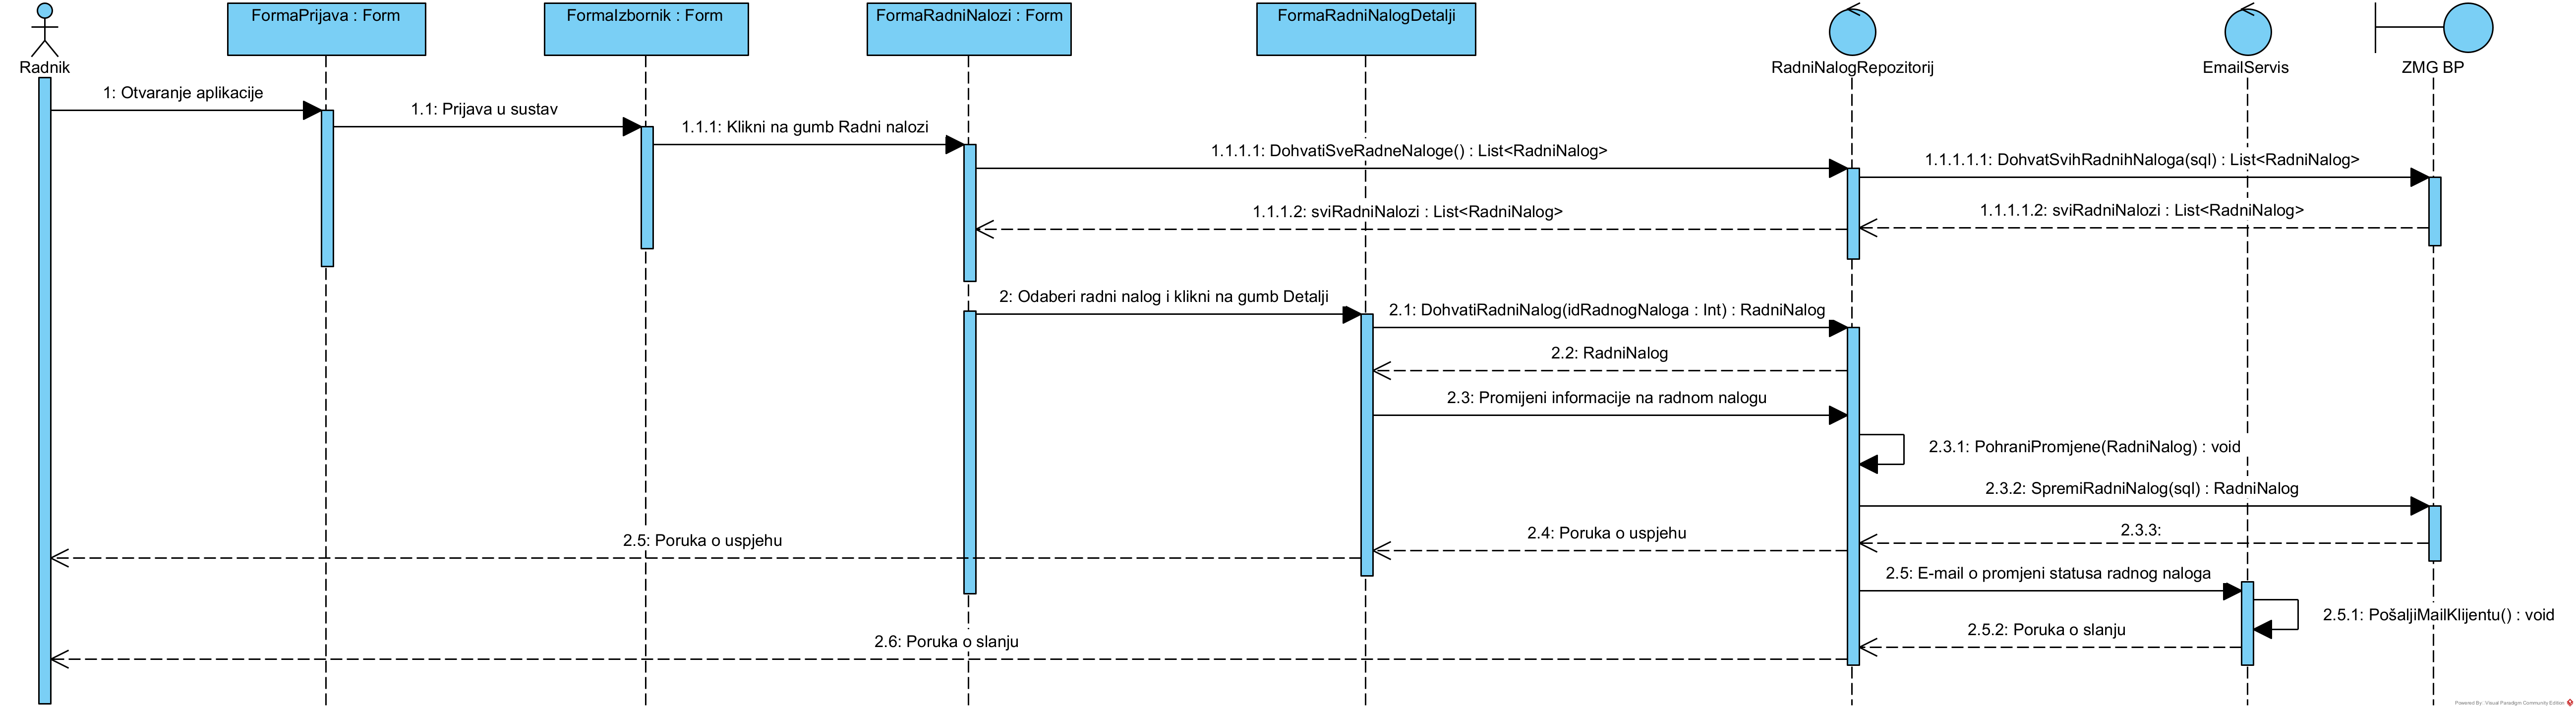 FormaPrijava : Form
FormaIzbornik : Form
FormaRadniNalozi : Form
FormaRadniNalogDetalji
Radnik
RadniNalogRepozitorij
EmailServis
ZMG BP
1: Otvaranje aplikacije
1.1: Prijava u sustav
1.1.1: Klikni na gumb Radni nalozi
1.1.1.1: DohvatiSveRadneNaloge() : List<RadniNalog>
1.1.1.1.1: DohvatSvihRadnihNaloga(sql) : List<RadniNalog>
1.1.1.2: sviRadniNalozi : List<RadniNalog>
1.1.1.1.2: sviRadniNalozi : List<RadniNalog>
2: Odaberi radni nalog i klikni na gumb Detalji
2.1: DohvatiRadniNalog(idRadnogNaloga : Int) : RadniNalog
2.2: RadniNalog
2.3: Promijeni informacije na radnom nalogu
2.3.1: PohraniPromjene(RadniNalog) : void
2.3.2: SpremiRadniNalog(sql) : RadniNalog
2.3.3:
2.4: Poruka o uspjehu
2.5: Poruka o uspjehu
2.5: E-mail o promjeni statusa radnog naloga
2.5.1: PošaljiMailKlijentu() : void
2.5.2: Poruka o slanju
2.6: Poruka o slanju
Powered By : Visual Paradigm Community Edition